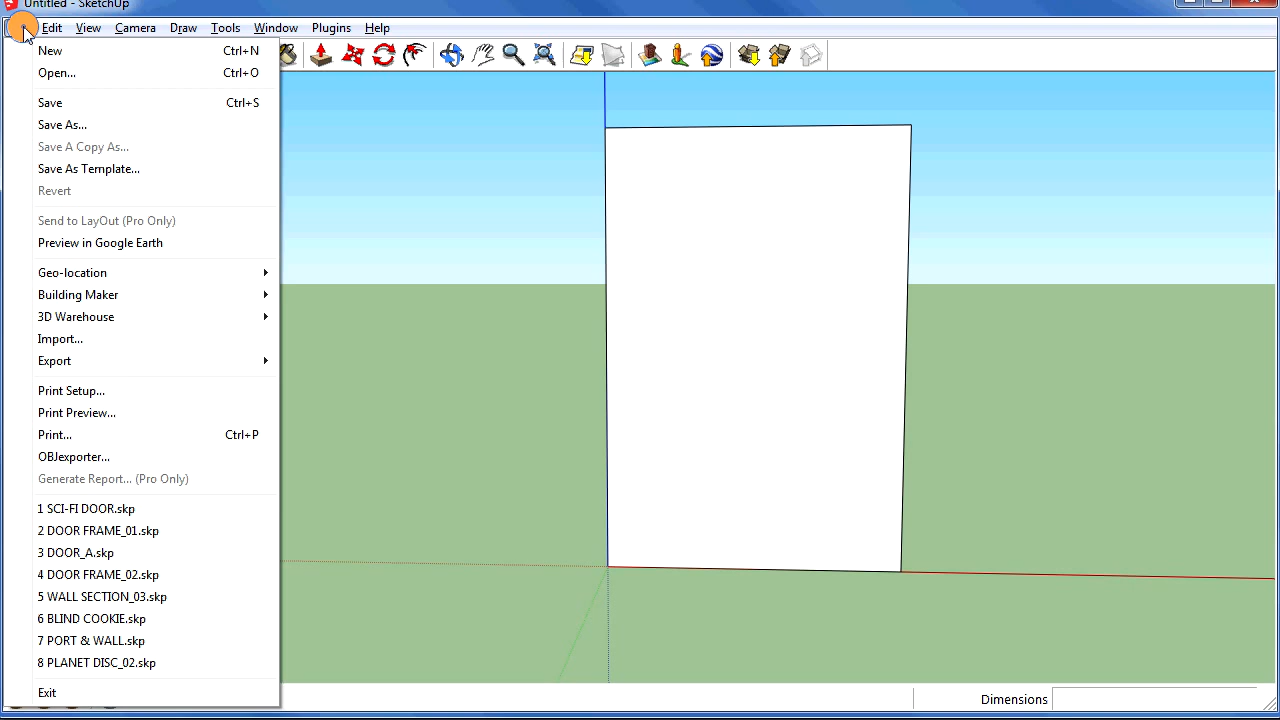 Untitled - SketchUp
Edit View Camera Draw Tools Window Plugins Help
New Ctrl+N
Open... Ctrl+O
Save Ctrl+S
Save As...
Save A Copy As...
Save As Template...
Revert
Send to LayOut (Pro Only)
Preview in Google Earth
Geo-location
Building Maker
3D Warehouse
Import...
Export
Print Setup...
Print Preview...
Print... Ctrl+P
OBJexporter...
Generate Report... (Pro Only)
1 SCI-FI DOOR.skp
2 DOOR FRAME_01.skp
3 DOOR_A.skp
4 DOOR FRAME_02.skp
5 WALL SECTION_03.skp
6 BLIND COOKIE.skp
7 PORT & WALL.skp
8 PLANET DISC_02.skp
Exit
Dimensions